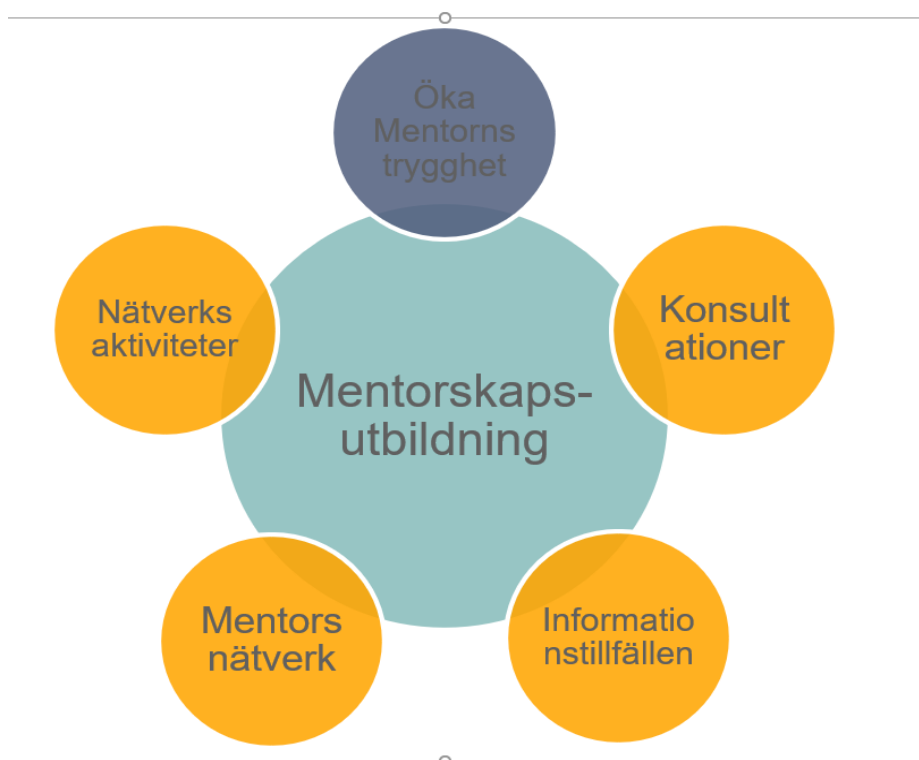 Öka
Mentorns
trygghet
Nätverks
aktiviteter
Konsult
ationer
Mentorskaps-
utbildning
Mentors
nätverk
Informatio
nstillfällen